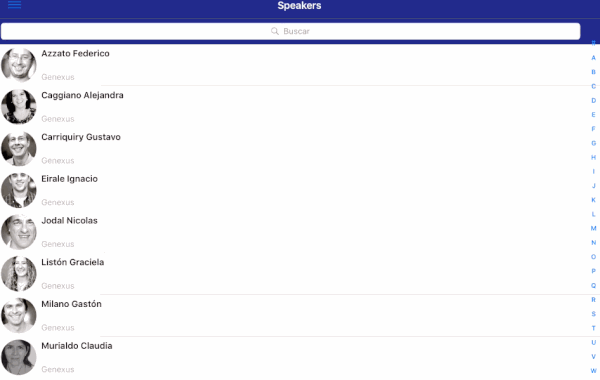 Speakers
Buscar
Azzato Federico
Genexus
Caggiano Alejandra
Genexus
Carriquiry Gustavo
Genexus
Eirale Ignacio
Genexus
Jodal Nicolas
Genexus
Listón Graciela
Genexus
Milano Gastón
Genexus
Murialdo Claudia
Genexus
A
B
C
D
E
F
G
H
I
J
K
L
M
N
O
P
Q
R
S
T
U
V
W